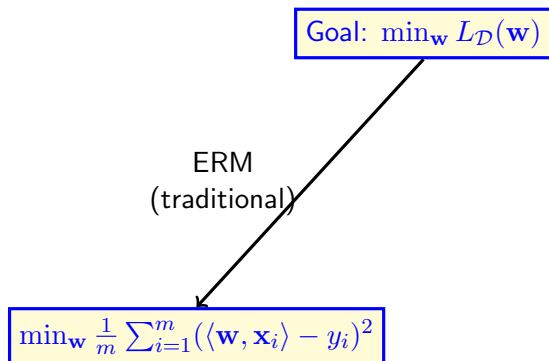 Goal: min_w L_D(w)
ERM
(traditional)
min_w 1/m ∑_{i=1}^m (⟨w, x_i⟩ − y_i)^2